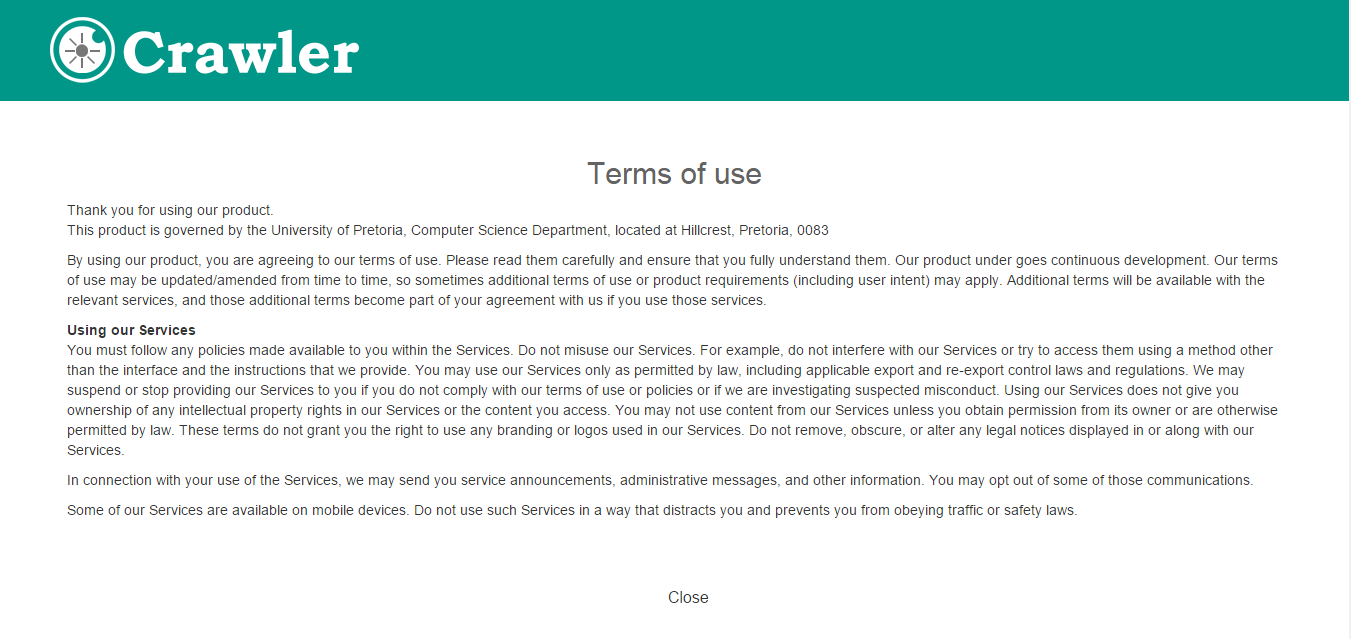 Crawler
Terms of use
Thank you for using our product.
This product is governed by the University of Pretoria, Computer Science Department, located at Hillcrest, Pretoria, 0083
By using our product, you are agreeing to our terms of use. Please read them carefully and ensure that you fully understand them. Our product under goes continuous development. Our terms
of use may be updated/amended from time to time, so sometimes additional terms of use or product requirements (including user intent) may apply. Additional terms will be available with the
relevant services, and those additional terms become part of your agreement with us if you use those services.
Using our Services
You must follow any policies made available to you within the Services. Do not misuse our Services. For example, do not interfere with our Services or try to access them using a method other
than the interface and the instructions that we provide. You may use our Services only as permitted by law, including applicable export and re-export control laws and regulations. We may
suspend or stop providing our Services to you if you do not comply with our terms of use or policies or if we are investigating suspected misconduct. Using our Services does not give you
ownership of any intellectual property rights in our Services or the content you access. You may not use content from our Services unless you obtain permission from its owner or are otherwise
permitted by law. These terms do not grant you the right to use any branding or logos used in our Services. Do not remove, obscure, or alter any legal notices displayed in or along with our
Services.
In connection with your use of the Services, we may send you service announcements, administrative messages, and other information. You may opt out of some of those communications.
Some of our Services are available on mobile devices. Do not use such Services in a way that distracts you and prevents you from obeying traffic or safety laws.
Close